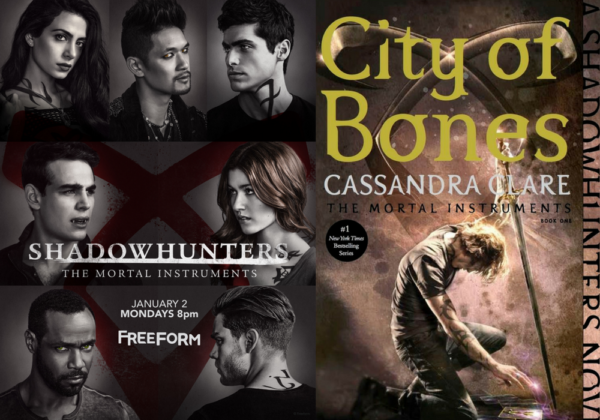 SHADOWHUNTERS
THE MORTAL INSTRUMENTS
JANUARY 2
MONDAYS 8pm
FREEFORM
City of
Bones
CASSANDRA CLARE
THE MORTAL INSTRUMENTS
BOOK ONE
#1
New York Times
Bestselling
Series
A SHADOWHUNTERS NOV